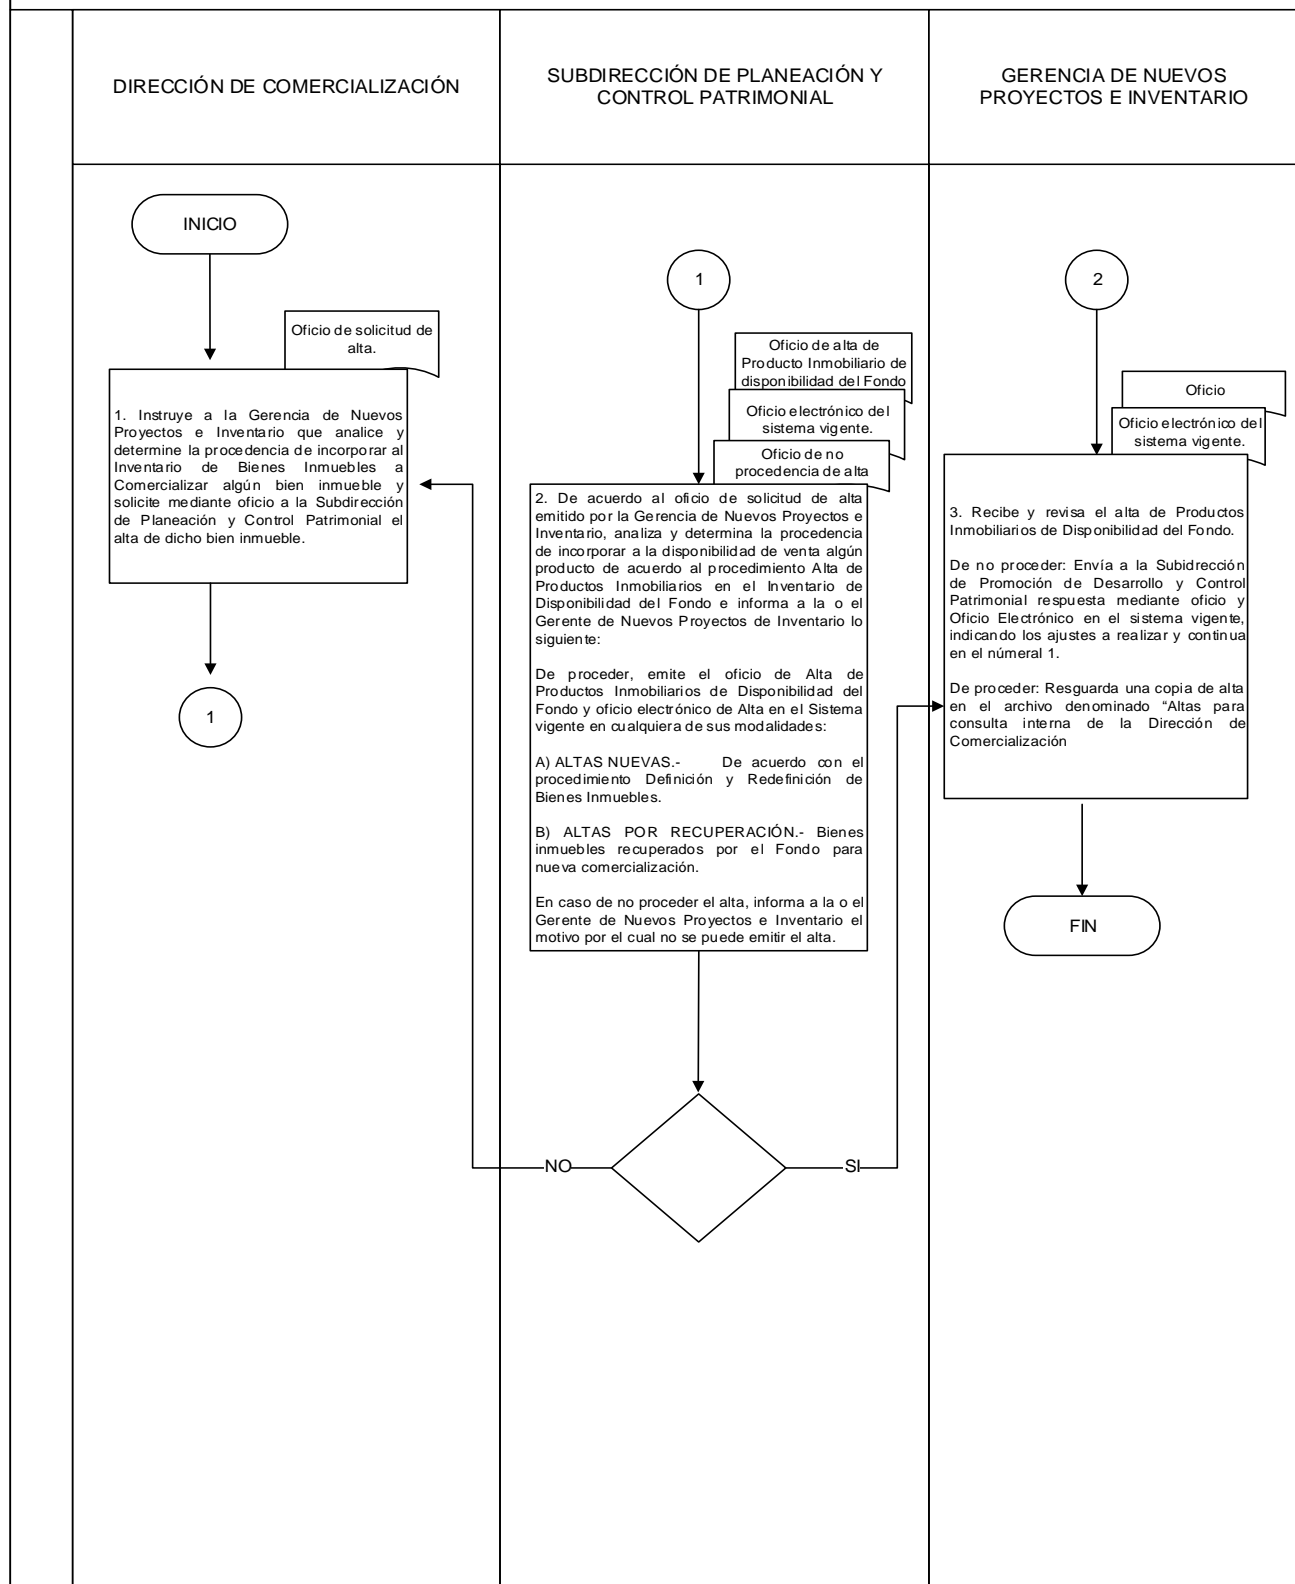 DIRECCIÓN DE COMERCIALIZACIÓN
SUBDIRECCIÓN DE PLANEACIÓN Y
CONTROL PATRIMONIAL
GERENCIA DE NUEVOS
PROYECTOS E INVENTARIO
INICIO
Oficio de solicitud de
alta.
1. Instruye a la Gerencia de Nuevos
Proyectos e Inventario que analice y
determine la procedencia de incorporar al
Inventario de Bienes Inmuebles a
Comercializar algún bien inmueble y
solicite mediante oficio a la Subdirección
de Planeación y Control Patrimonial el
alta de dicho bien inmueble.
1
1
Oficio de alta de
Producto Inmobiliario de
disponibilidad del Fondo
Oficio electrónico del
sistema vigente.
Oficio de no
procedencia de alta
2. De acuerdo al oficio de solicitud de alta
emitido por la Gerencia de Nuevos Proyectos e
Inventario, analiza y determina la procedencia
de incorporar a la disponibilidad de venta algún
producto de acuerdo al procedimiento Alta de
Productos Inmobiliarios en el Inventario de
Disponibilidad del Fondo e informa a la o el
Gerente de Nuevos Proyectos de Inventario lo
siguiente:
De proceder, emite el oficio de Alta de
Productos Inmobiliarios de Disponibilidad del
Fondo y oficio electrónico de Alta en el Sistema
vigente en cualquiera de sus modalidades:
A) ALTAS NUEVAS.- De acuerdo con el
procedimiento Definición y Redefinición de
Bienes Inmuebles.
B) ALTAS POR RECUPERACIÓN.- Bienes
inmuebles recuperados por el Fondo para
nueva comercialización.
En caso de no proceder el alta, informa a la o el
Gerente de Nuevos Proyectos e Inventario el
motivo por el cual no se puede emitir el alta.
NO
SI
2
Oficio
Oficio electrónico del
sistema vigente.
3. Recibe y revisa el alta de Productos
Inmobiliarios de Disponibilidad del Fondo.
De no proceder: Envía a la Subidrección
de Promoción de Desarrollo y Control
Patrimonial respuesta mediante oficio y
Oficio Electrónico en el sistema vigente,
indicando los ajustes a realizar y continua
en el númeral 1.
De proceder: Resguarda una copia de alta
en el archivo denominado “Altas para
consulta interna de la Dirección de
Comercialización
FIN